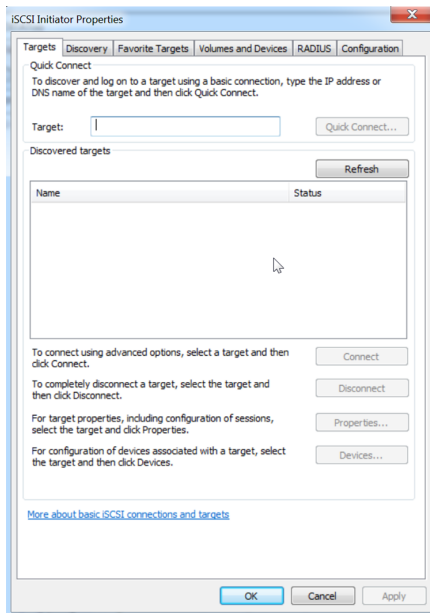 iSCSI Initiator Properties
X
Targets Discovery Favorite Targets Volumes and Devices RADIUS Configuration
Quick Connect
To discover and log on to a target using a basic connection, type the IP address or
DNS name of the target and then click Quick Connect.
Target:
Quick Connect...
Discovered targets
Refresh
Name Status
To connect using advanced options, select a target and then
click Connect.
Connect
To completely disconnect a target, select the target and
then click Disconnect.
Disconnect
For target properties, including configuration of sessions,
select the target and click Properties.
Properties...
For configuration of devices associated with a target, select
the target and then click Devices.
Devices...
More about basic iSCSI connections and targets
OK Cancel Apply